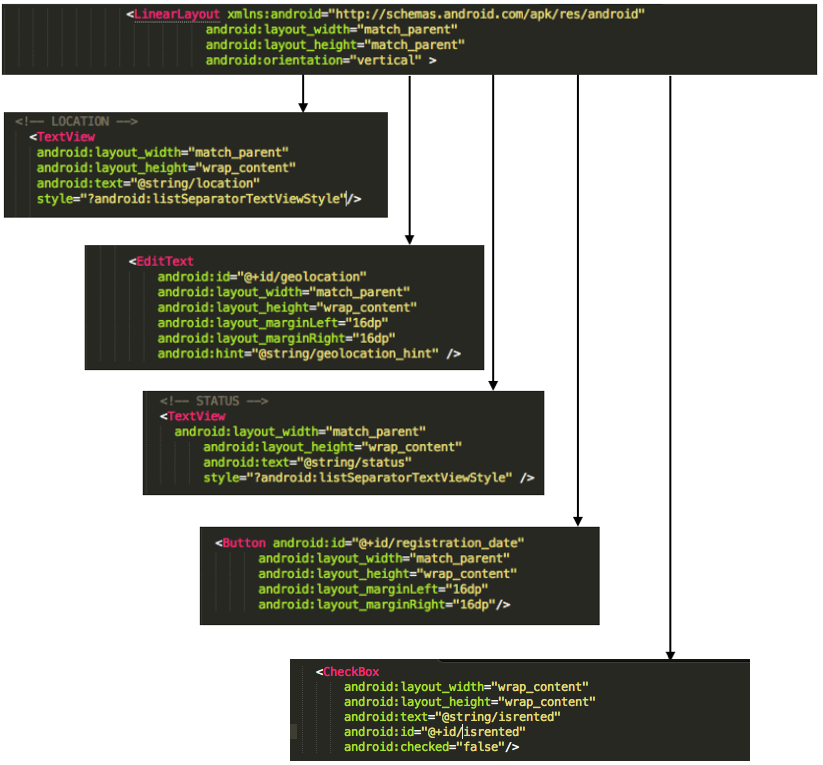 <LinearLayout xmlns:android="http://schemas.android.com/apk/res/android"
android:layout_width="match_parent"
android:layout_height="match_parent"
android:orientation="vertical" >
<!-- LOCATION -->
<TextView
android:layout_width="match_parent"
android:layout_height="wrap_content"
android:text="@string/location"
style="?android:listSeparatorTextViewStyle"/>
<EditText
android:id="@+id/geolocation"
android:layout_width="match_parent"
android:layout_height="wrap_content"
android:layout_marginLeft="16dp"
android:layout_marginRight="16dp"
android:hint="@string/geolocation_hint" />
<!-- STATUS -->
<TextView
android:layout_width="match_parent"
android:layout_height="wrap_content"
android:text="@string/status"
style="?android:listSeparatorTextViewStyle" />
<Button android:id="@+id/registration_date"
android:layout_width="match_parent"
android:layout_height="wrap_content"
android:layout_marginLeft="16dp"
android:layout_marginRight="16dp"/>
<CheckBox
android:layout_width="wrap_content"
android:layout_height="wrap_content"
android:text="@string/isrented"
android:id="@+id/isrented"
android:checked="false"/>